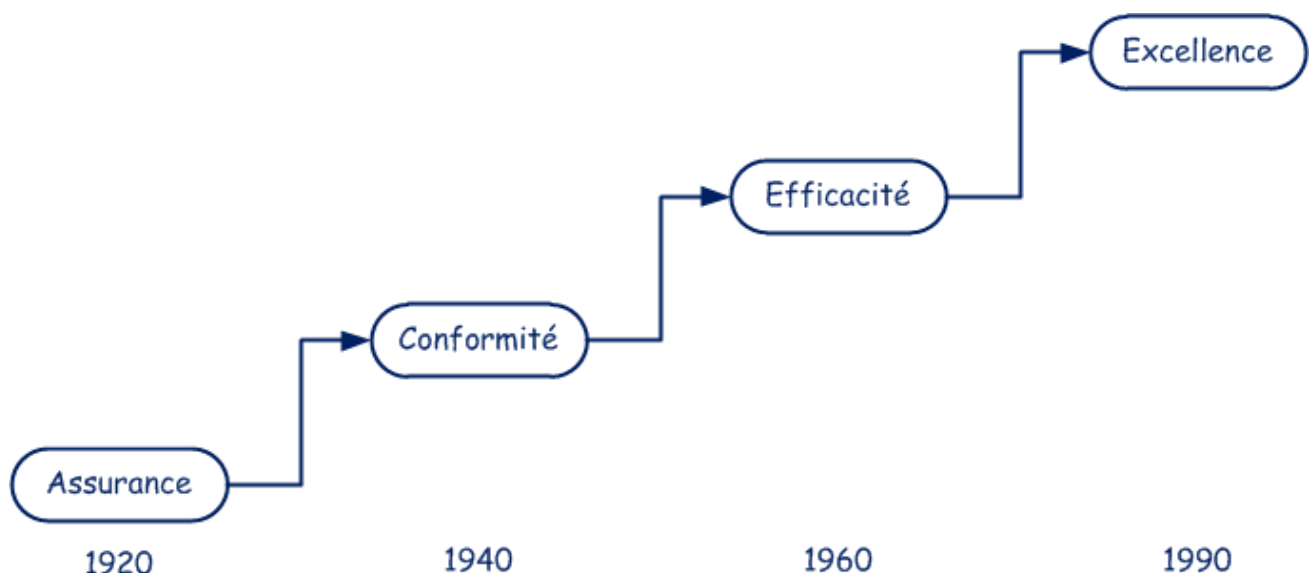 Excellence
Efficacité
Conformité
Assurance
1920 1940 1960 1990